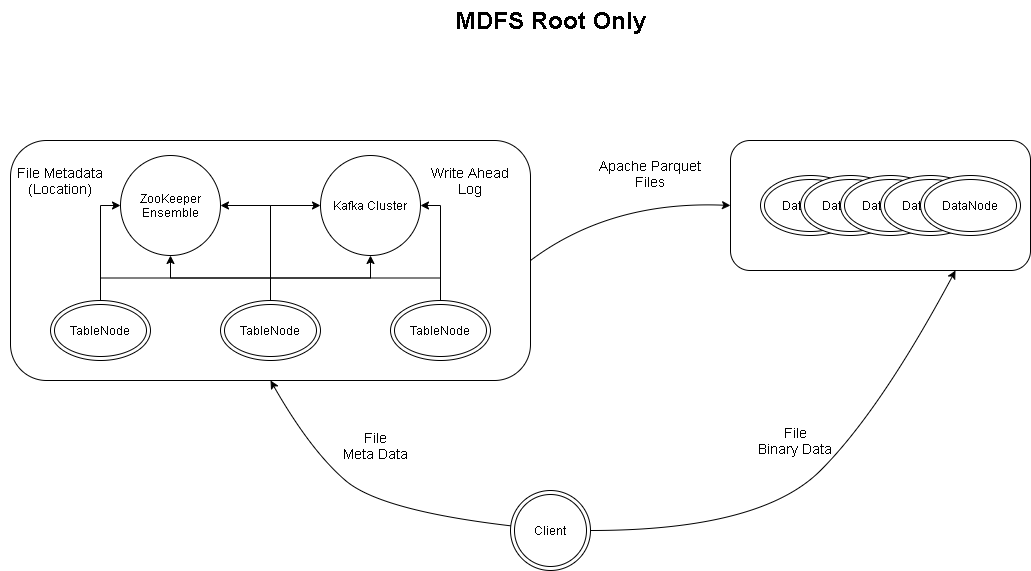 MDFS Root Only
File Metadata
(Location)
ZooKeeper
Ensemble
Kafka Cluster
Write Ahead
Log
Apache Parquet
Files
Dat
Dat
Dat
Dat
DataNode
TableNode
TableNode
TableNode
File
Meta Data
File
Binary Data
Client